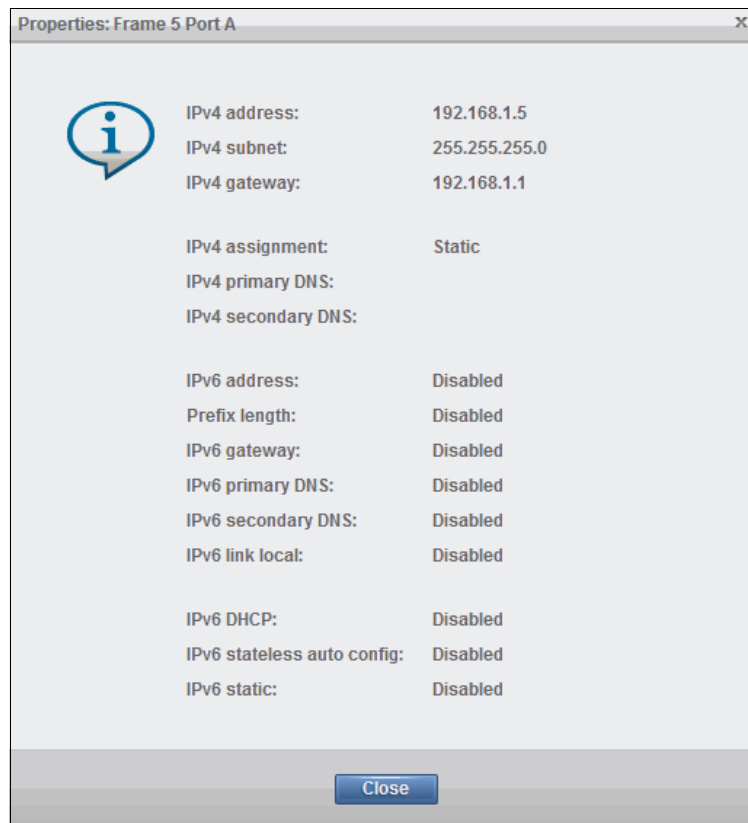 Properties: Frame 5 Port A x
i
IPv4 address: 192.168.1.5
IPv4 subnet: 255.255.255.0
IPv4 gateway: 192.168.1.1
IPv4 assignment: Static
IPv4 primary DNS:
IPv4 secondary DNS:
IPv6 address: Disabled
Prefix length: Disabled
IPv6 gateway: Disabled
IPv6 primary DNS: Disabled
IPv6 secondary DNS: Disabled
IPv6 link local: Disabled
IPv6 DHCP: Disabled
IPv6 stateless auto config: Disabled
IPv6 static: Disabled
Close